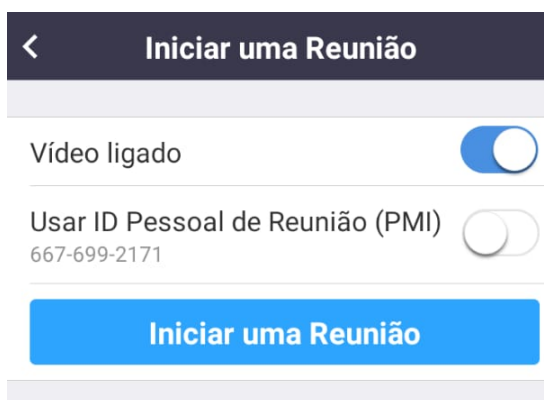 Iniciar uma Reunião
Vídeo ligado
Usar ID Pessoal de Reunião (PMI)
667-699-2171
Iniciar uma Reunião